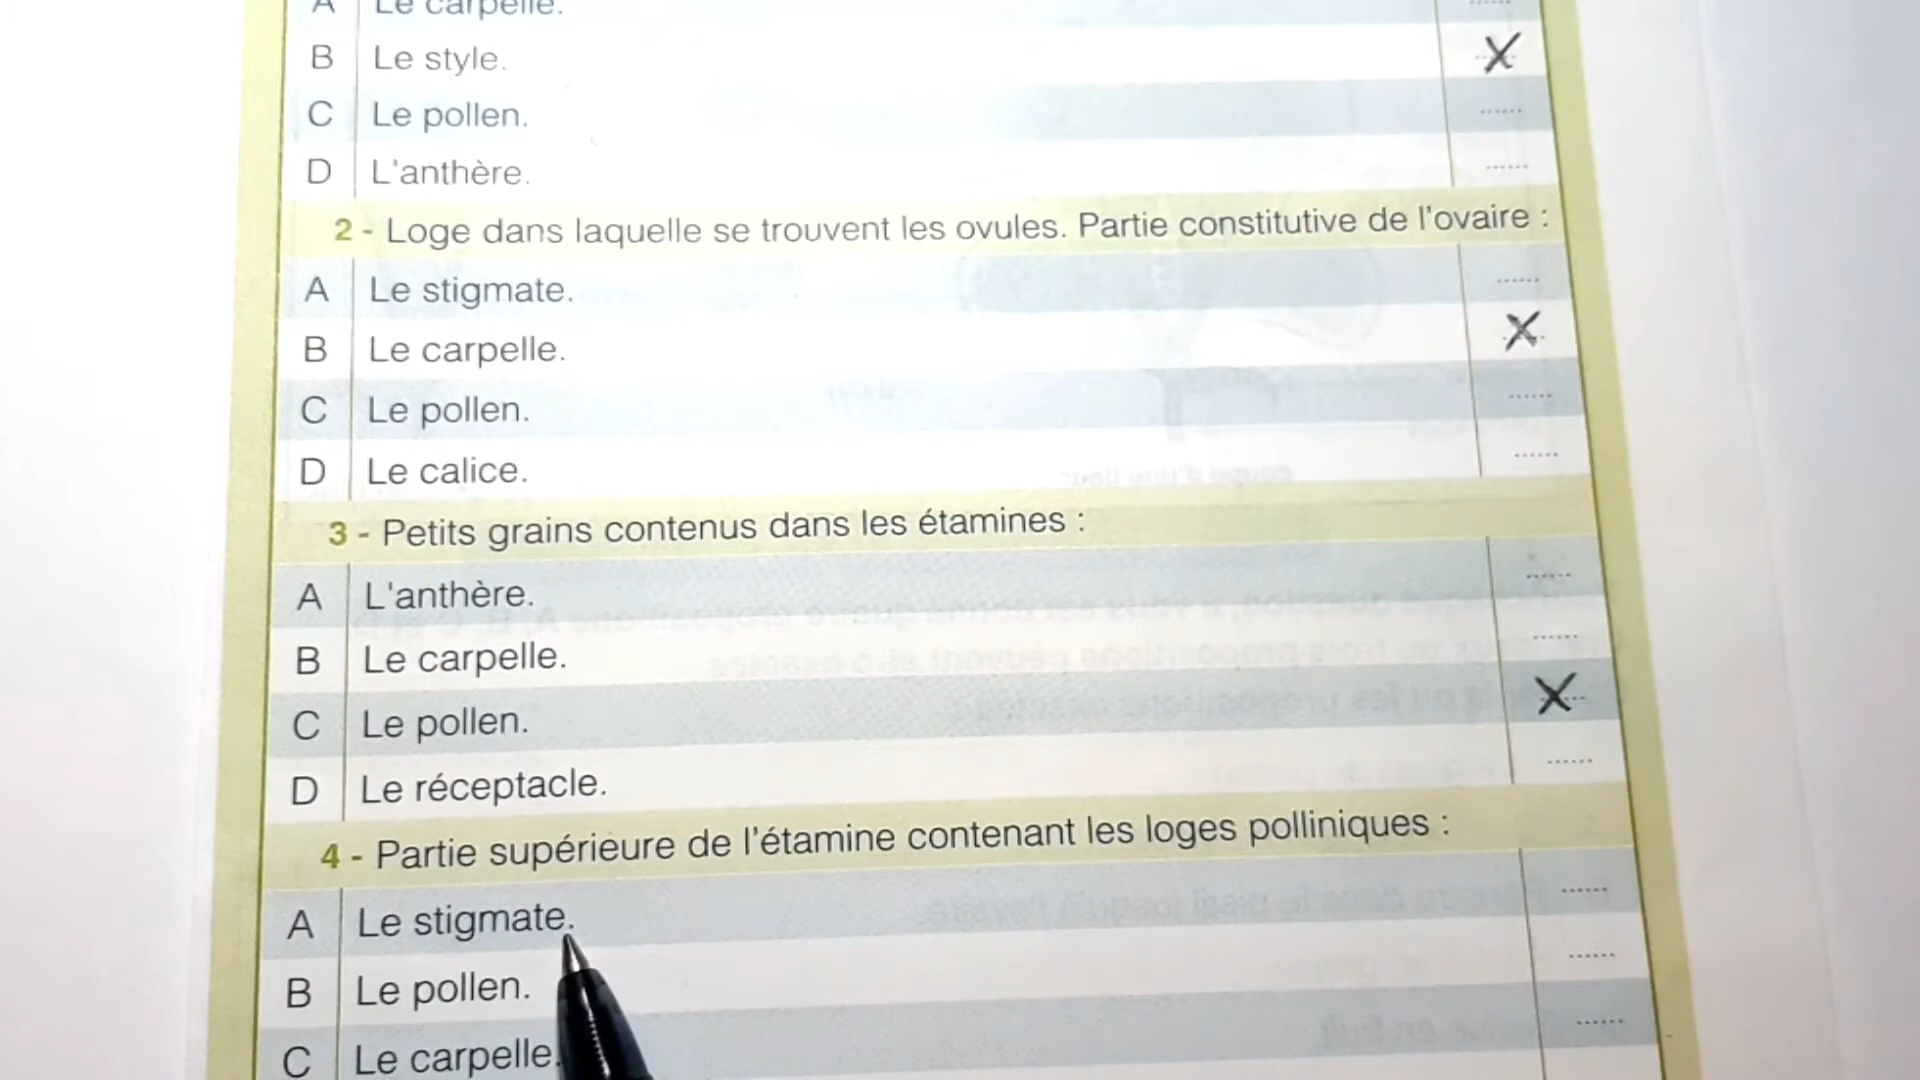 A Le carpelle. ......
B Le style. X
C Le pollen. ......
D L'anthère. ......
2 - Loge dans laquelle se trouvent les ovules. Partie constitutive de l'ovaire :
A Le stigmate. ......
B Le carpelle. X
C Le pollen. ......
D Le calice. ......
3 - Petits grains contenus dans les étamines :
A L'anthère. ......
B Le carpelle. ......
C Le pollen. X
D Le réceptacle. ......
4 - Partie supérieure de l'étamine contenant les loges polliniques :
A Le stigmate. ......
B Le pollen. ......
C Le carpelle. ......